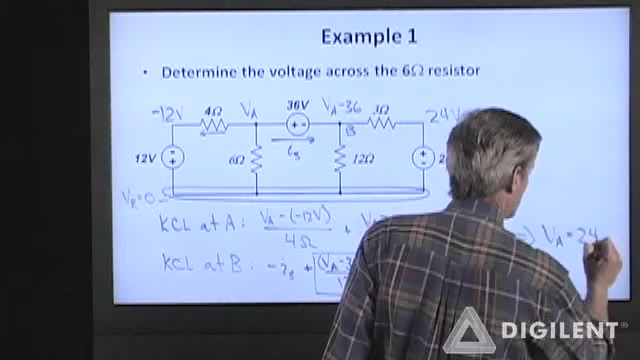 Example 1
• Determine the voltage across the 6Ω resistor
-12V 4Ω VA 36V VA-36 3Ω 24V
B
12V 6Ω is 12Ω
VR=0
KCL at A: VA-(-12V) / 4Ω +
⇒ VA = 24
KCL at B: -is +
DIGILENT®